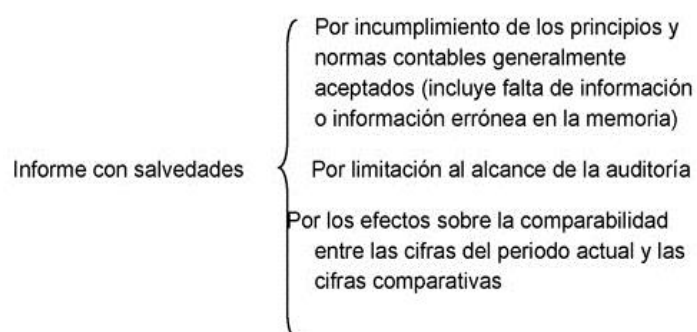 Por incumplimiento de los principios y
normas contables generalmente
aceptados (incluye falta de información
o información errónea en la memoria)
Informe con salvedades
Por limitación al alcance de la auditoría
Por los efectos sobre la comparabilidad
entre las cifras del periodo actual y las
cifras comparativas